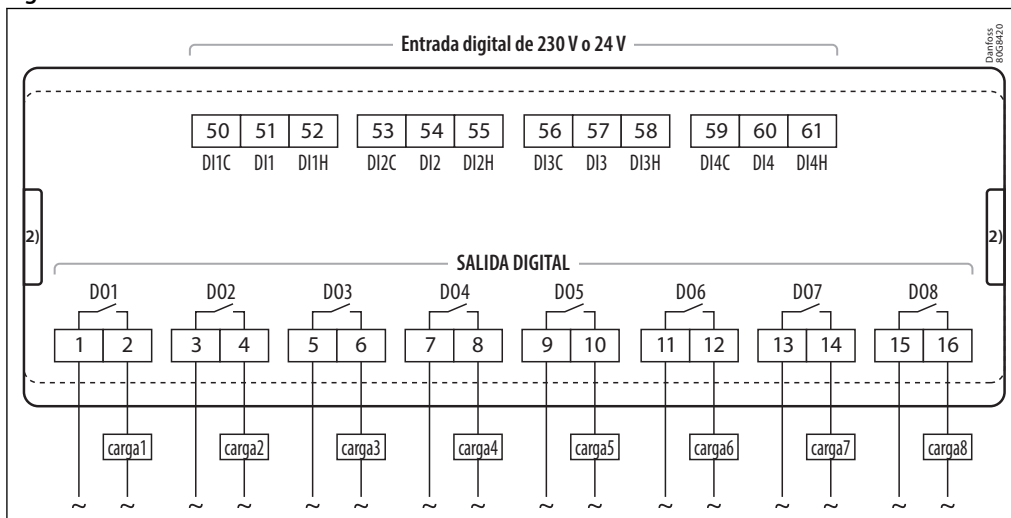 Entrada digital de 230 V o 24 V
Danfoss
80G8420
50 51 52 53 54 55 56 57 58 59 60 61
DI1C DI1 DI1H DI2C DI2 DI2H DI3C DI3 DI3H DI4C DI4 DI4H
2) 2)
SALIDA DIGITAL
DO1 DO2 DO3 DO4 DO5 DO6 DO7 DO8
1 2 3 4 5 6 7 8 9 10 11 12 13 14 15 16
carga1 carga2 carga3 carga4 carga5 carga6 carga7 carga8
~ ~ ~ ~ ~ ~ ~ ~ ~ ~ ~ ~ ~ ~ ~ ~